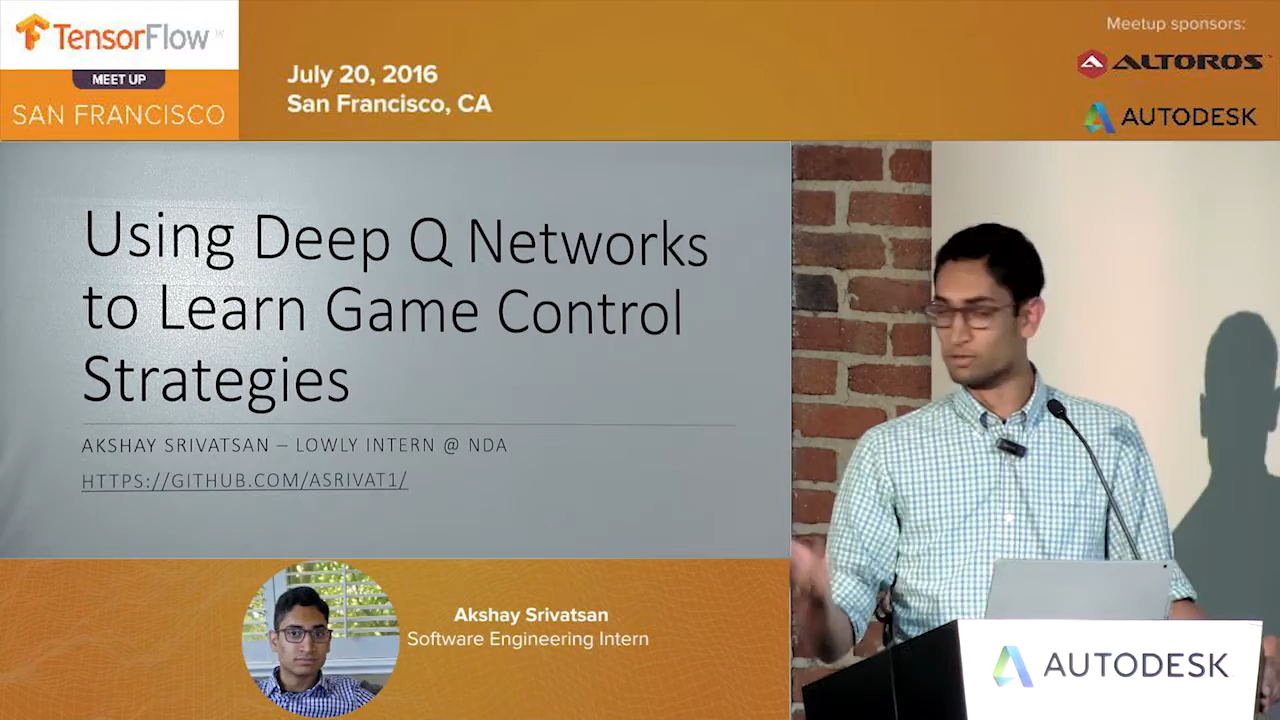 TensorFlow™
MEET UP
SAN FRANCISCO
July 20, 2016
San Francisco, CA
Meetup sponsors:
ALTOROS
AUTODESK
Using Deep Q Networks
to Learn Game Control
Strategies
AKSHAY SRIVATSAN – LOWLY INTERN @ NDA
HTTPS://GITHUB.COM/ASRIVAT1/
Akshay Srivatsan
Software Engineering Intern
AUTODESK